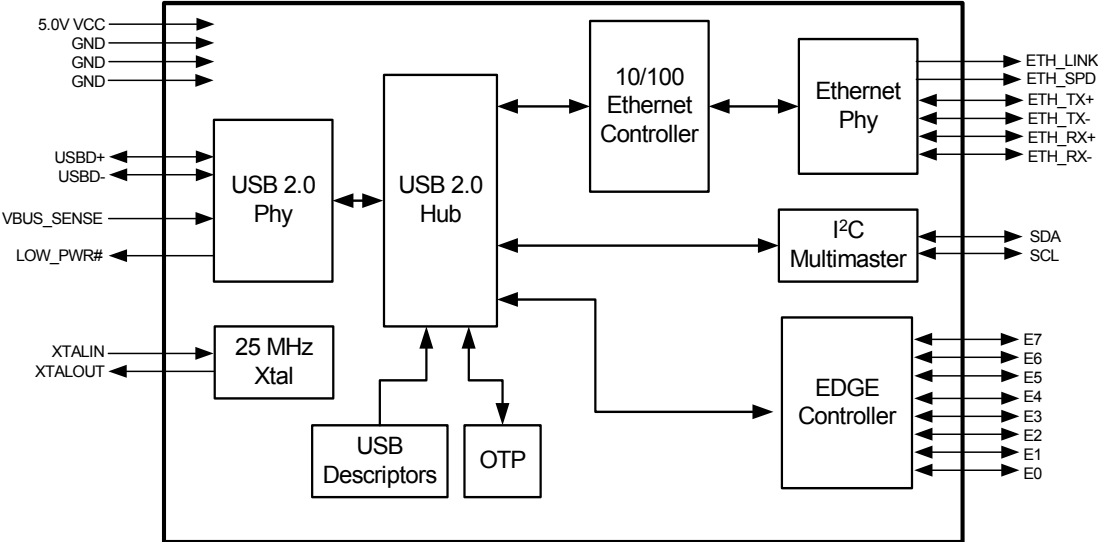 5.0V VCC
GND
GND
GND
USBD+
USBD-
VBUS_SENSE
LOW_PWR#
XTALIN
XTALOUT
USB 2.0
Phy
25 MHz
Xtal
USB 2.0
Hub
USB
Descriptors
OTP
10/100
Ethernet
Controller
Ethernet
Phy
I²C
Multimaster
EDGE
Controller
ETH_LINK
ETH_SPD
ETH_TX+
ETH_TX-
ETH_RX+
ETH_RX-
SDA
SCL
E7
E6
E5
E4
E3
E2
E1
E0